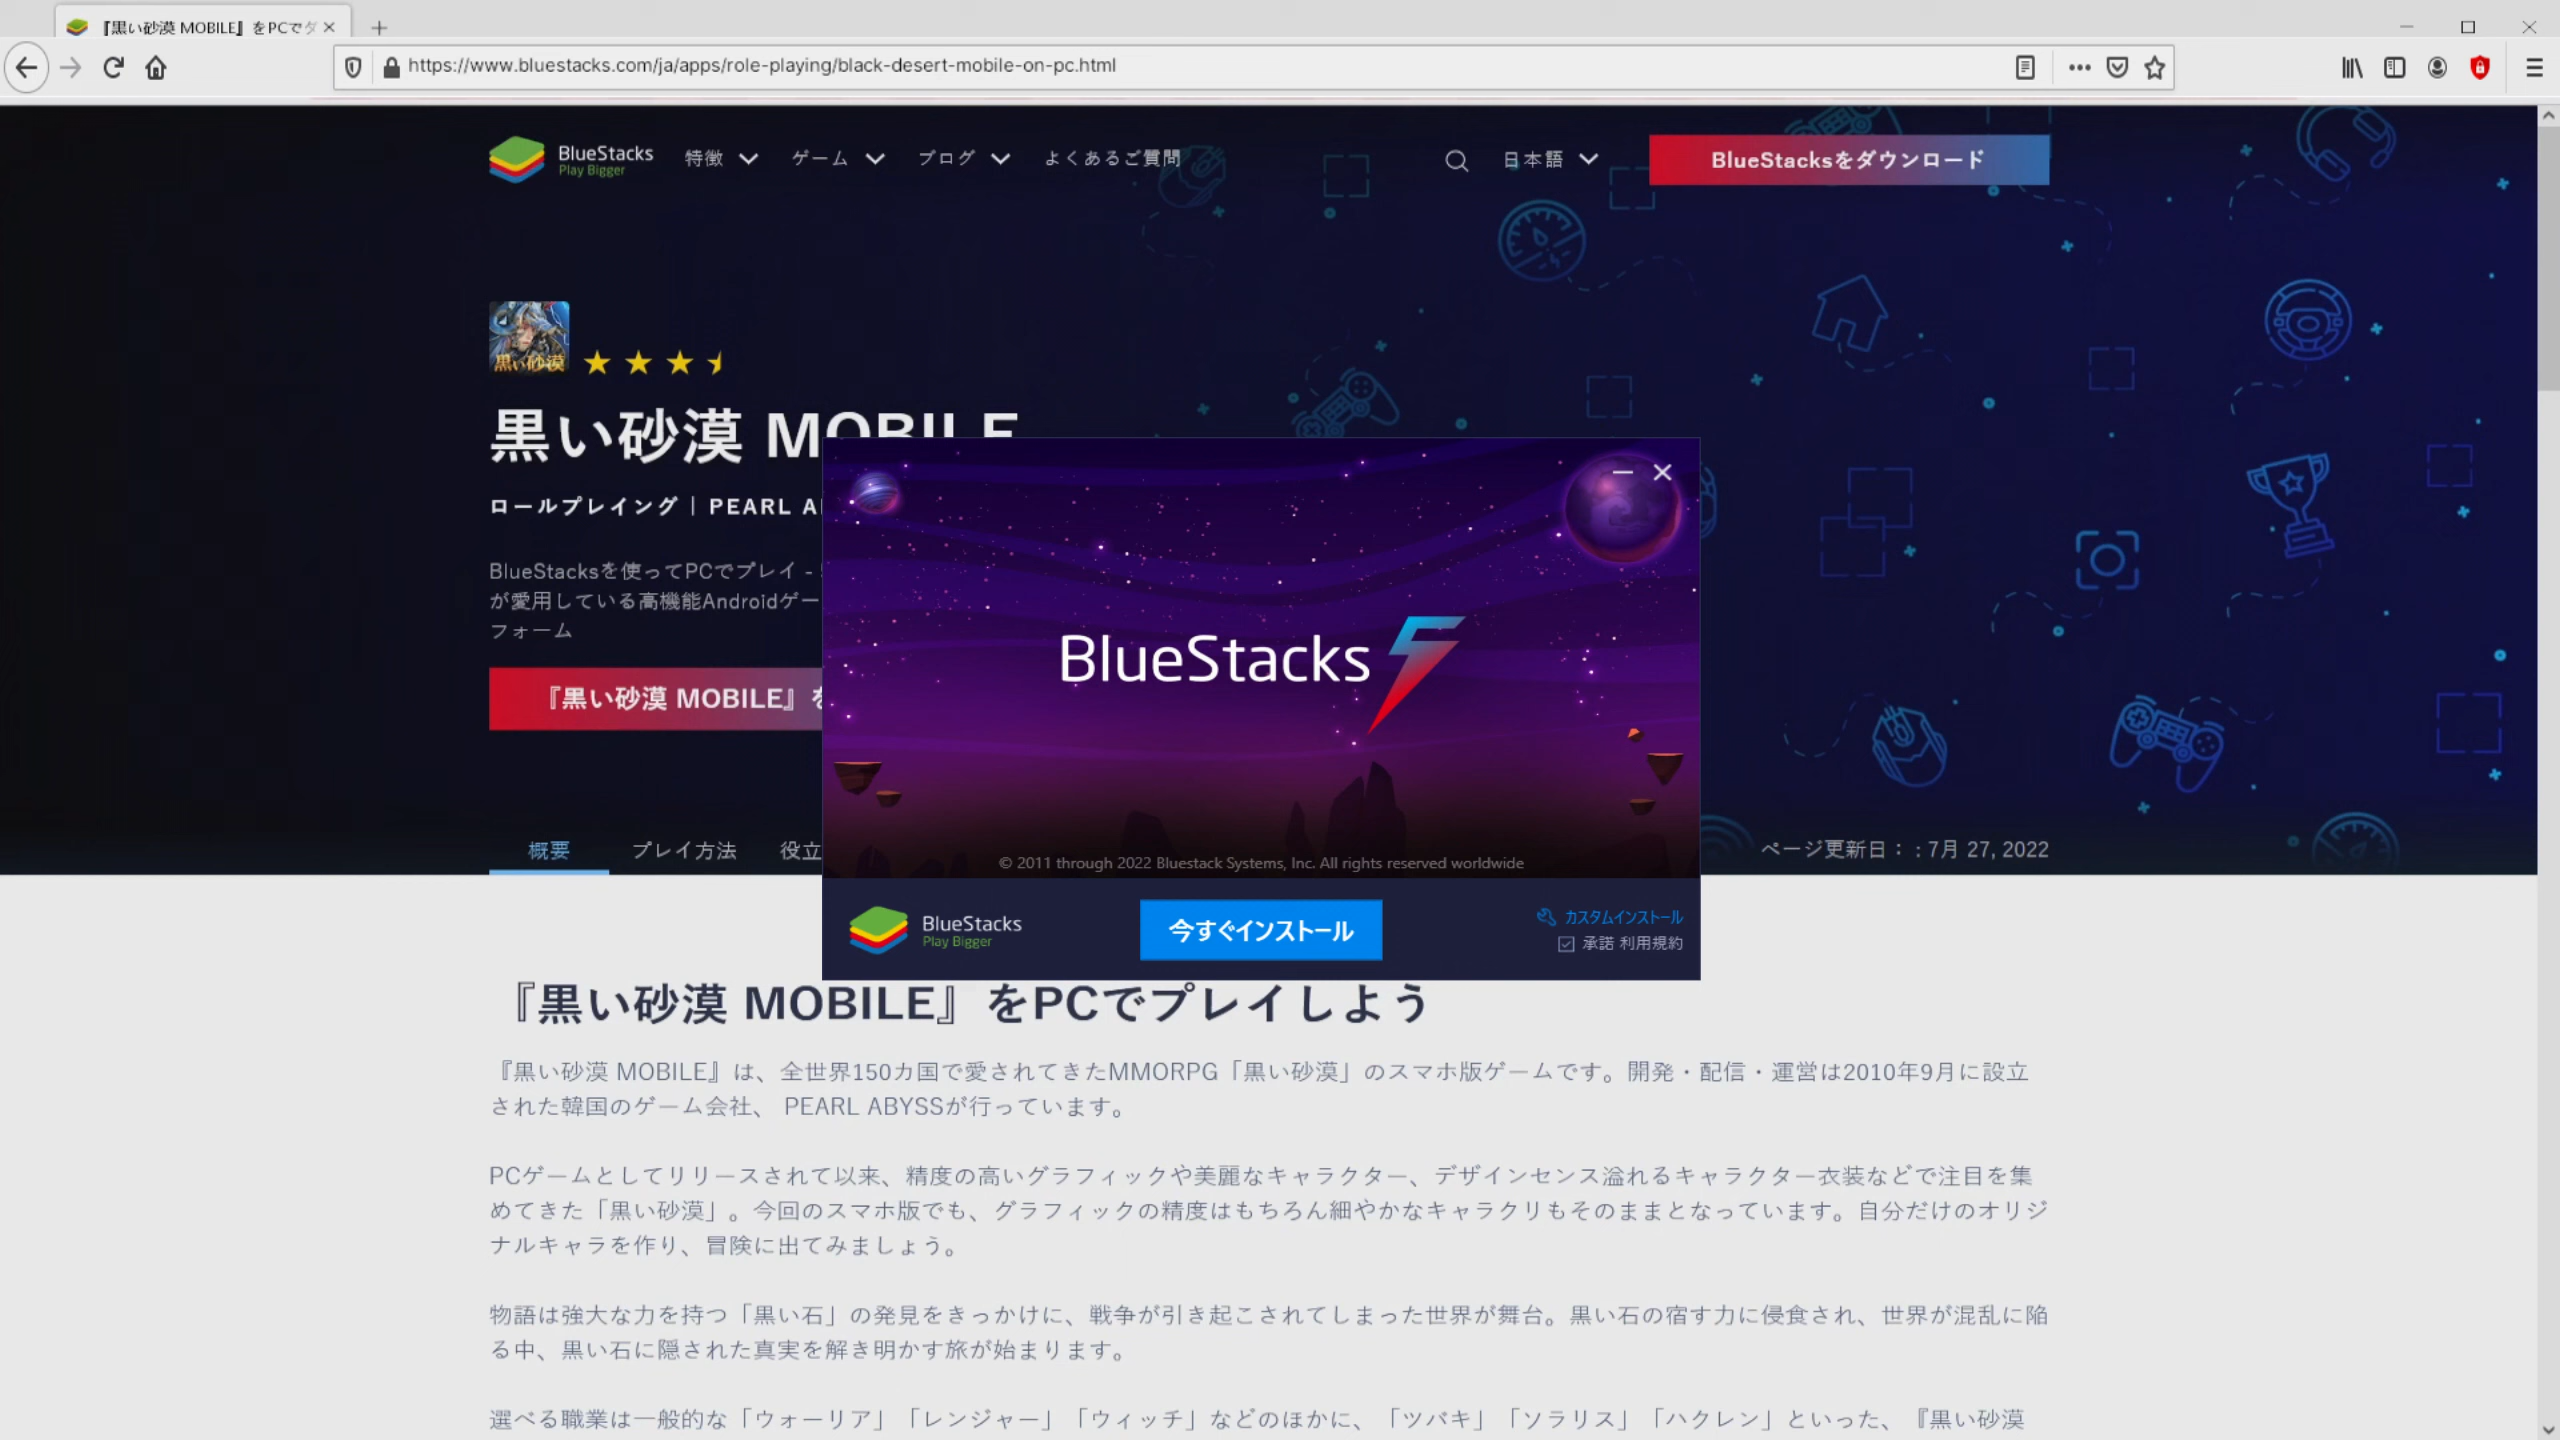 『黒い砂漠 MOBILE』をPCでダ
https://www.bluestacks.com/ja/apps/role-playing/black-desert-mobile-on-pc.html
BlueStacks
Play Bigger
特徴
ゲーム
ブログ
よくあるご質問
日本語
BlueStacksをダウンロード
黒い砂漠
黒い砂漠 MOBILE
ロールプレイング | PEARL A
BlueStacksを使ってPCでプレイ -
が愛用している高機能Androidゲー
フォーム
『黒い砂漠 MOBILE』を
BlueStacks 5
© 2011 through 2022 Bluestack Systems, Inc. All rights reserved worldwide
BlueStacks
Play Bigger
今すぐインストール
カスタムインストール
承諾 利用規約
概要
プレイ方法
役立
ページ更新日： : 7月 27, 2022
『黒い砂漠 MOBILE』をPCでプレイしよう
『黒い砂漠 MOBILE』は、全世界150カ国で愛されてきたMMORPG「黒い砂漠」のスマホ版ゲームです。開発・配信・運営は2010年9月に設立
された韓国のゲーム会社、 PEARL ABYSSが行っています。
PCゲームとしてリリースされて以来、精度の高いグラフィックや美麗なキャラクター、デザインセンス溢れるキャラクター衣装などで注目を集
めてきた「黒い砂漠」。今回のスマホ版でも、グラフィックの精度はもちろん細やかなキャラクリもそのままとなっています。自分だけのオリジ
ナルキャラを作り、冒険に出てみましょう。
物語は強大な力を持つ「黒い石」の発見をきっかけに、戦争が引き起こされてしまった世界が舞台。黒い石の宿す力に侵食され、世界が混乱に陥
る中、黒い石に隠された真実を解き明かす旅が始まります。
選べる職業は一般的な「ウォーリア」「レンジャー」「ウィッチ」などのほかに、「ツバキ」「ソラリス」「ハクレン」といった、『黒い砂漠